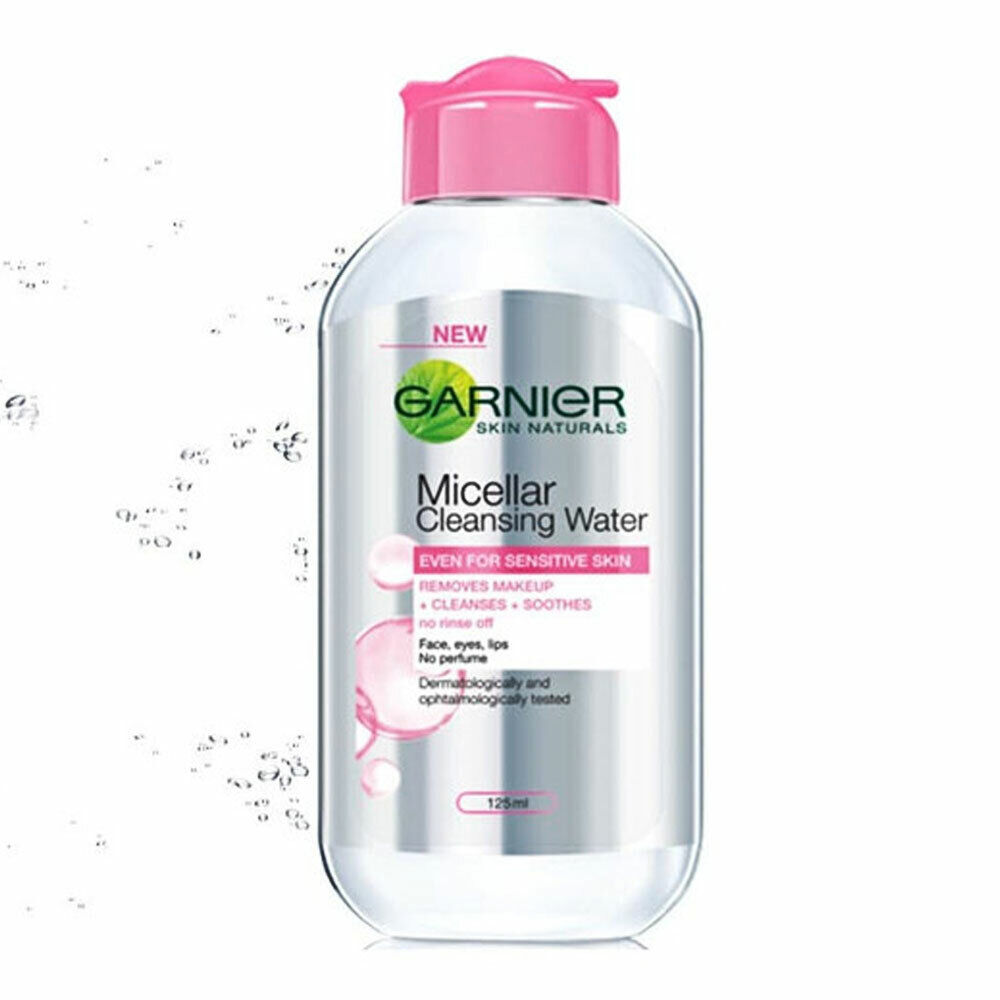 NEW
GARNIER
SKIN NATURALS
Micellar
Cleansing Water
EVEN FOR SENSITIVE SKIN
REMOVES MAKEUP
+ CLEANSES + SOOTHES
no rinse off
Face, eyes, lips
No perfume
Dermatologically and
ophtalmologically tested
125ml